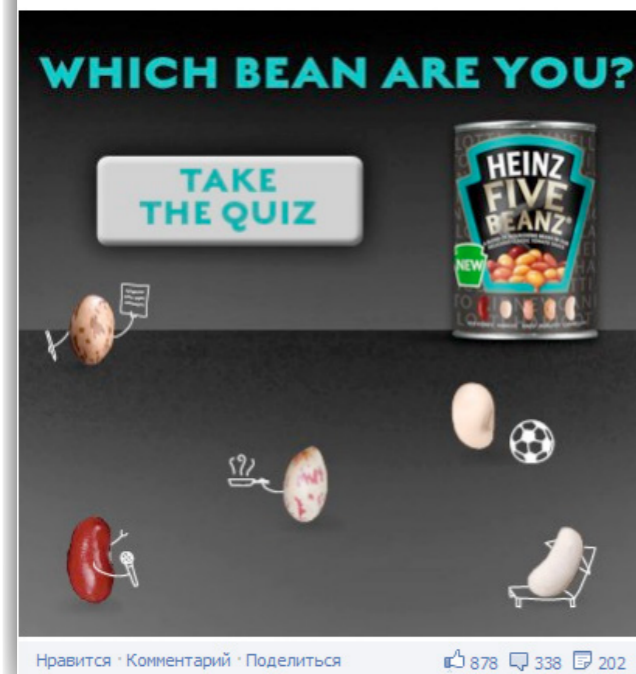 WHICH BEAN ARE YOU?
TAKE
THE QUIZ
HEINZ
FIVE
BEANZ
NEW
Нравится · Комментарий · Поделиться 878 338 202